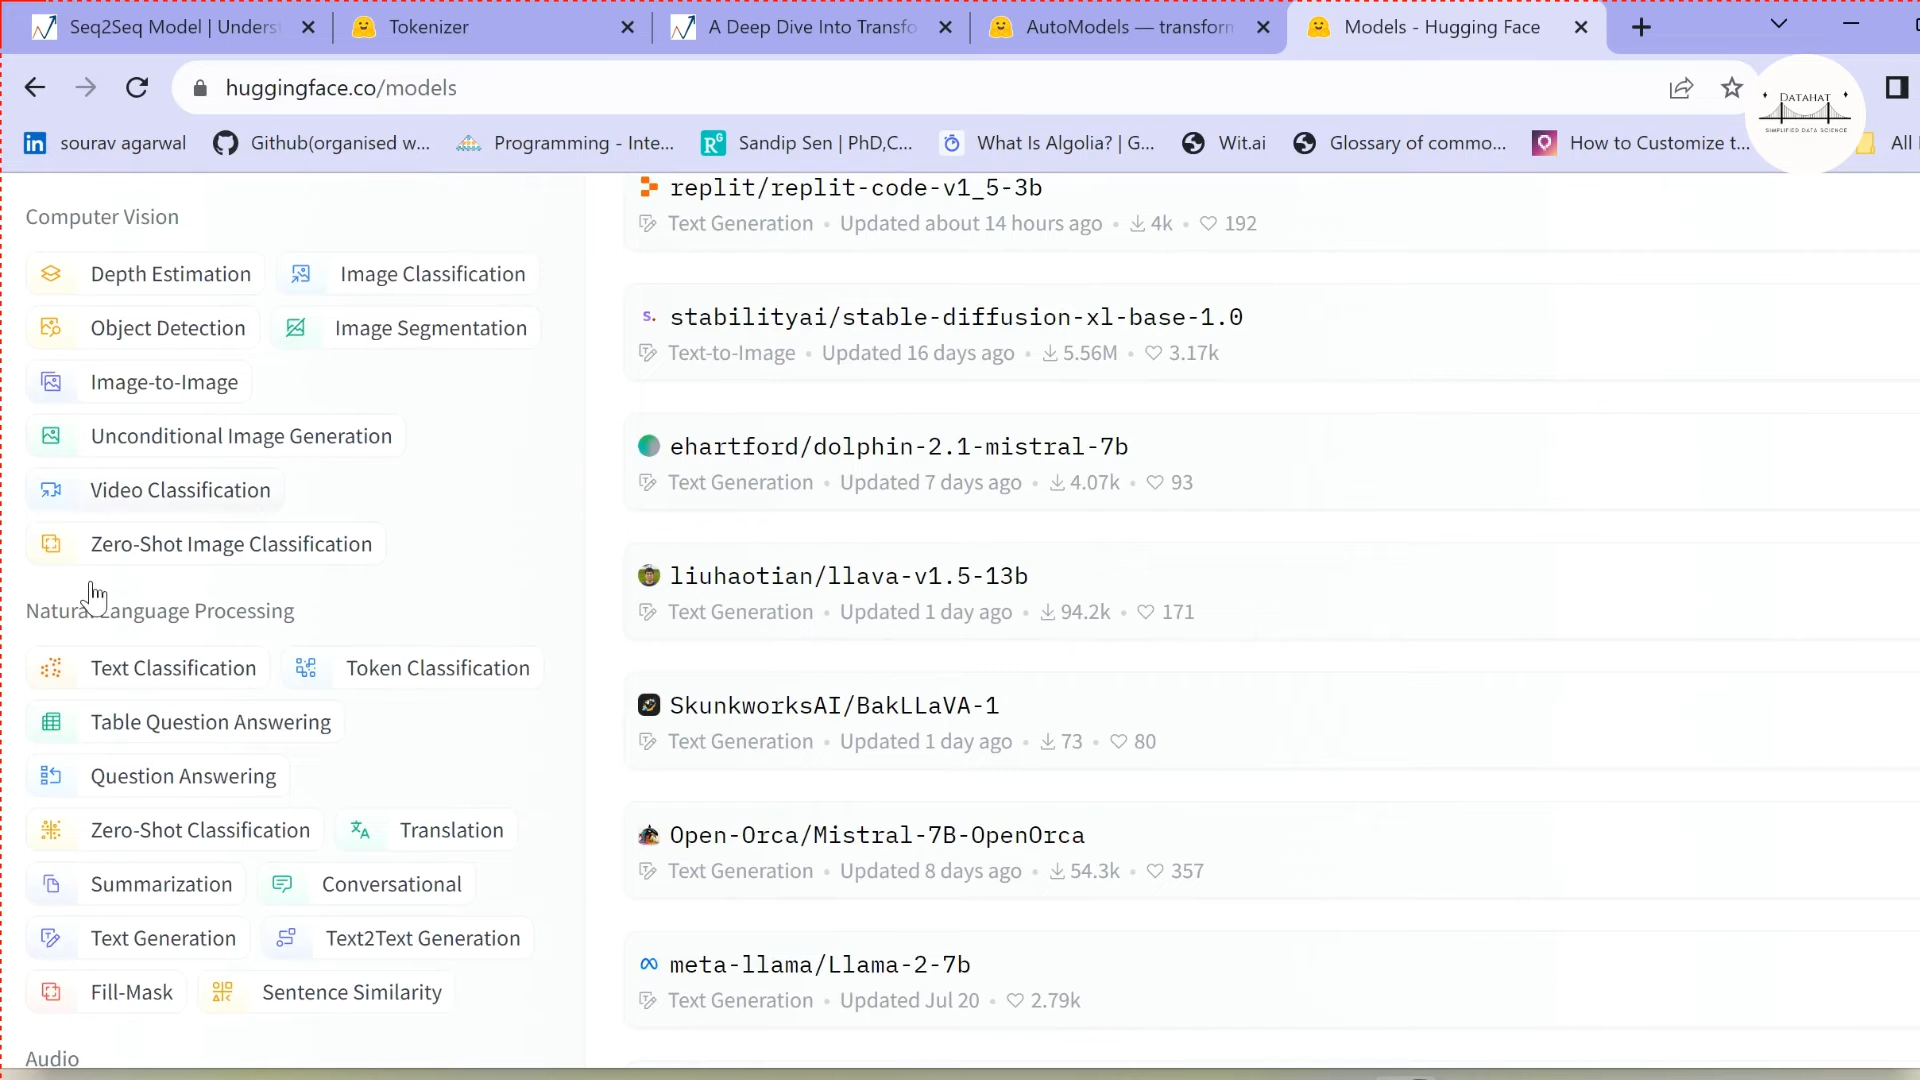 Seq2Seq Model | Unders
Tokenizer
A Deep Dive Into Transfo
AutoModels — transform
Models - Hugging Face
huggingface.co/models
DATAHAT
SIMPLIFIED DATA SCIENCE
sourav agarwal
Github(organised w...
Programming - Inte...
Sandip Sen | PhD,C...
What Is Algolia? | G...
Wit.ai
Glossary of commo...
How to Customize t...
All
Computer Vision
Depth Estimation
Image Classification
Object Detection
Image Segmentation
Image-to-Image
Unconditional Image Generation
Video Classification
Zero-Shot Image Classification
Natural Language Processing
Text Classification
Token Classification
Table Question Answering
Question Answering
Zero-Shot Classification
Translation
Summarization
Conversational
Text Generation
Text2Text Generation
Fill-Mask
Sentence Similarity
Audio
replit/replit-code-v1_5-3b
Text Generation • Updated about 14 hours ago • 4k • 192
stabilityai/stable-diffusion-xl-base-1.0
Text-to-Image • Updated 16 days ago • 5.56M • 3.17k
ehartford/dolphin-2.1-mistral-7b
Text Generation • Updated 7 days ago • 4.07k • 93
liuhaotian/llava-v1.5-13b
Text Generation • Updated 1 day ago • 94.2k • 171
SkunkworksAI/BakLLaVA-1
Text Generation • Updated 1 day ago • 73 • 80
Open-Orca/Mistral-7B-OpenOrca
Text Generation • Updated 8 days ago • 54.3k • 357
meta-llama/Llama-2-7b
Text Generation • Updated Jul 20 • 2.79k